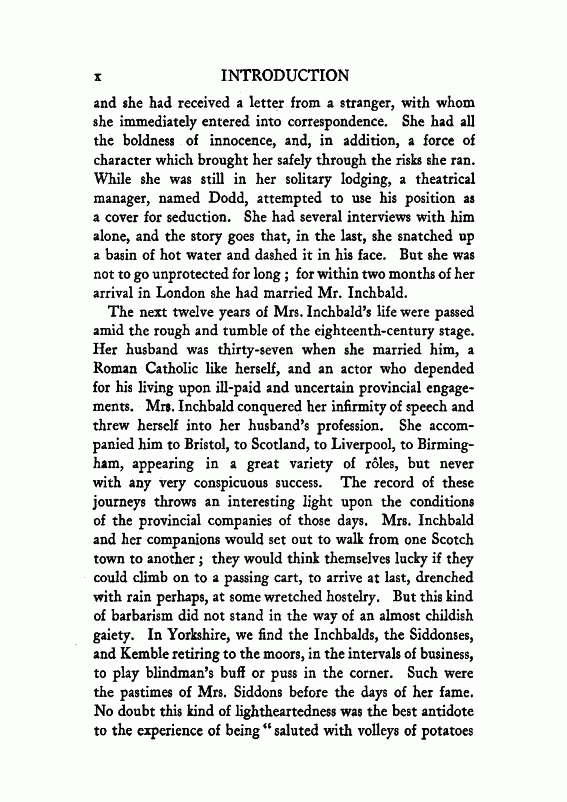 x INTRODUCTION
and she had received a letter from a stranger, with whom
she immediately entered into correspondence. She had all
the boldness of innocence, and, in addition, a force of
character which brought her safely through the risks she ran.
While she was still in her solitary lodging, a theatrical
manager, named Dodd, attempted to use his position as
a cover for seduction. She had several interviews with him
alone, and the story goes that, in the last, she snatched up
a basin of hot water and dashed it in his face. But she was
not to go unprotected for long ; for within two months of her
arrival in London she had married Mr. Inchbald.
The next twelve years of Mrs. Inchbald's life were passed
amid the rough and tumble of the eighteenth-century stage.
Her husband was thirty-seven when she married him, a
Roman Catholic like herself, and an actor who depended
for his living upon ill-paid and uncertain provincial engage-
ments. Mrs. Inchbald conquered her infirmity of speech and
threw herself into her husband's profession. She accom-
panied him to Bristol, to Scotland, to Liverpool, to Birming-
ham, appearing in a great variety of rôles, but never
with any very conspicuous success. The record of these
journeys throws an interesting light upon the conditions
of the provincial companies of those days. Mrs. Inchbald
and her companions would set out to walk from one Scotch
town to another ; they would think themselves lucky if they
could climb on to a passing cart, to arrive at last, drenched
with rain perhaps, at some wretched hostelry. But this kind
of barbarism did not stand in the way of an almost childish
gaiety. In Yorkshire, we find the Inchbalds, the Siddonses,
and Kemble retiring to the moors, in the intervals of business,
to play blindman's buff or puss in the corner. Such were
the pastimes of Mrs. Siddons before the days of her fame.
No doubt this kind of lightheartedness was the best antidote
to the experience of being "saluted with volleys of potatoes